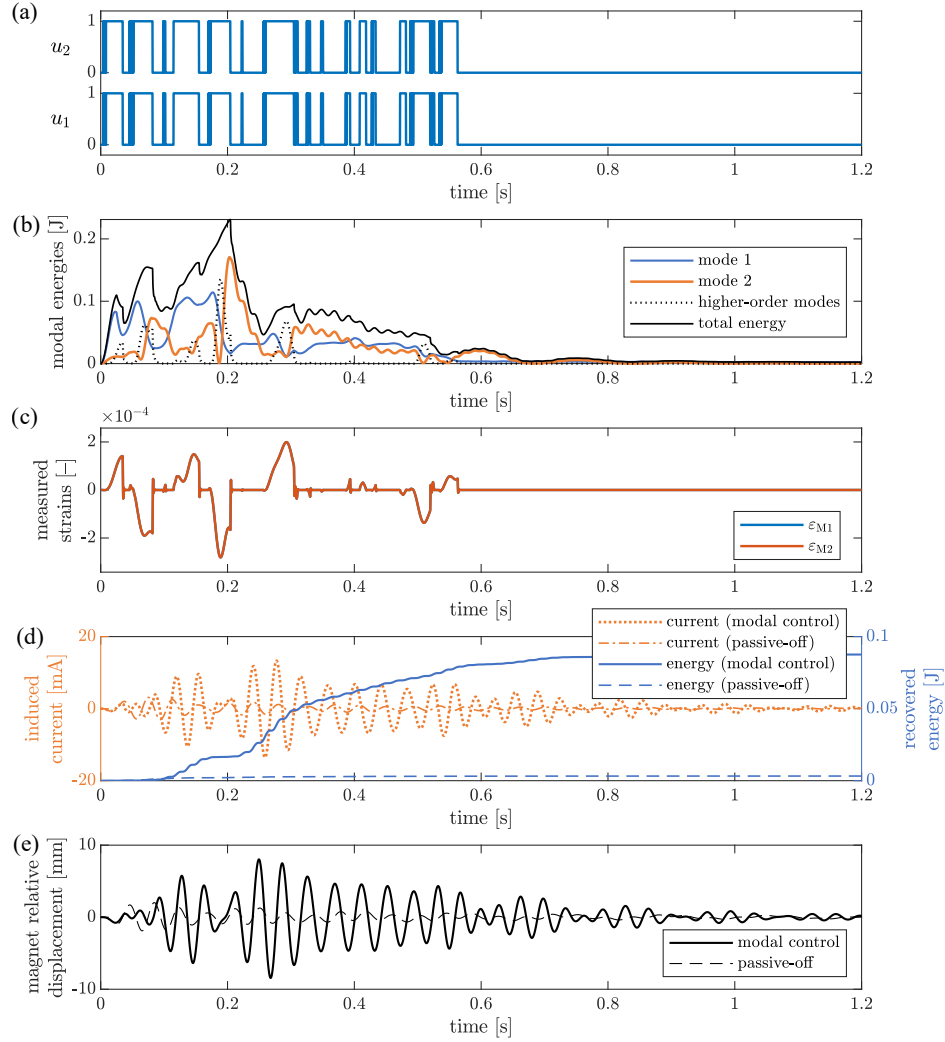 (a)
1
u₂
0
1
u₁
0
0 0.2 0.4 0.6 0.8 1 1.2
time [s]
(b)
modal energies [J]
0.2
0.1
0
mode 1
mode 2
higher-order modes
total energy
0 0.2 0.4 0.6 0.8 1 1.2
time [s]
(c)
×10⁻⁴
measured
strains [−]
2
0
-2
εM1
εM2
0 0.2 0.4 0.6 0.8 1 1.2
time [s]
(d)
induced
current [mA]
20
0
-20
current (modal control)
current (passive-off)
energy (modal control)
energy (passive-off)
0.1
0.05
0
recovered
energy [J]
0 0.2 0.4 0.6 0.8 1 1.2
time [s]
(e)
magnet relative
displacement [mm]
10
0
-10
modal control
passive-off
0 0.2 0.4 0.6 0.8 1 1.2
time [s]